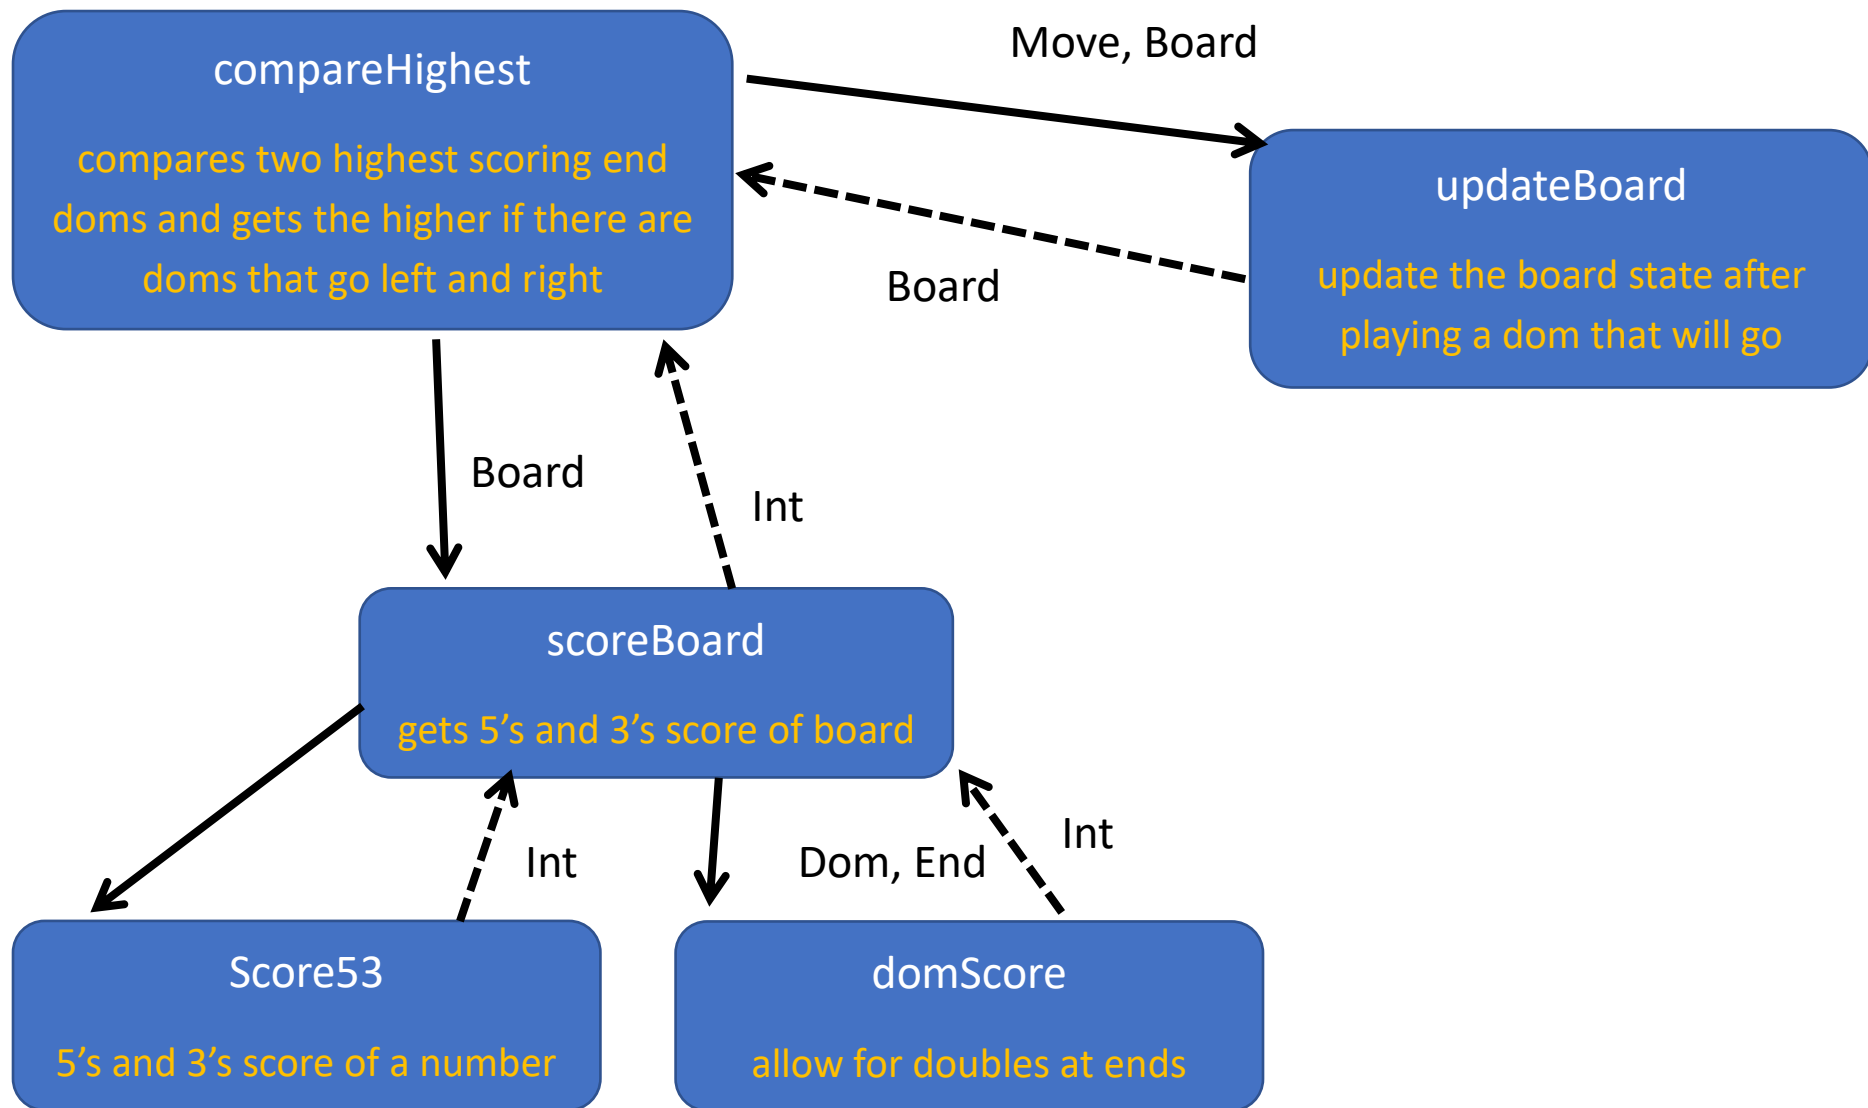 compareHighest
compares two highest scoring end
doms and gets the higher if there are
doms that go left and right
Move, Board
updateBoard
update the board state after
playing a dom that will go
Board
Board
Int
scoreBoard
gets 5’s and 3’s score of board
Int
Dom, End
Int
Score53
5’s and 3’s score of a number
domScore
allow for doubles at ends